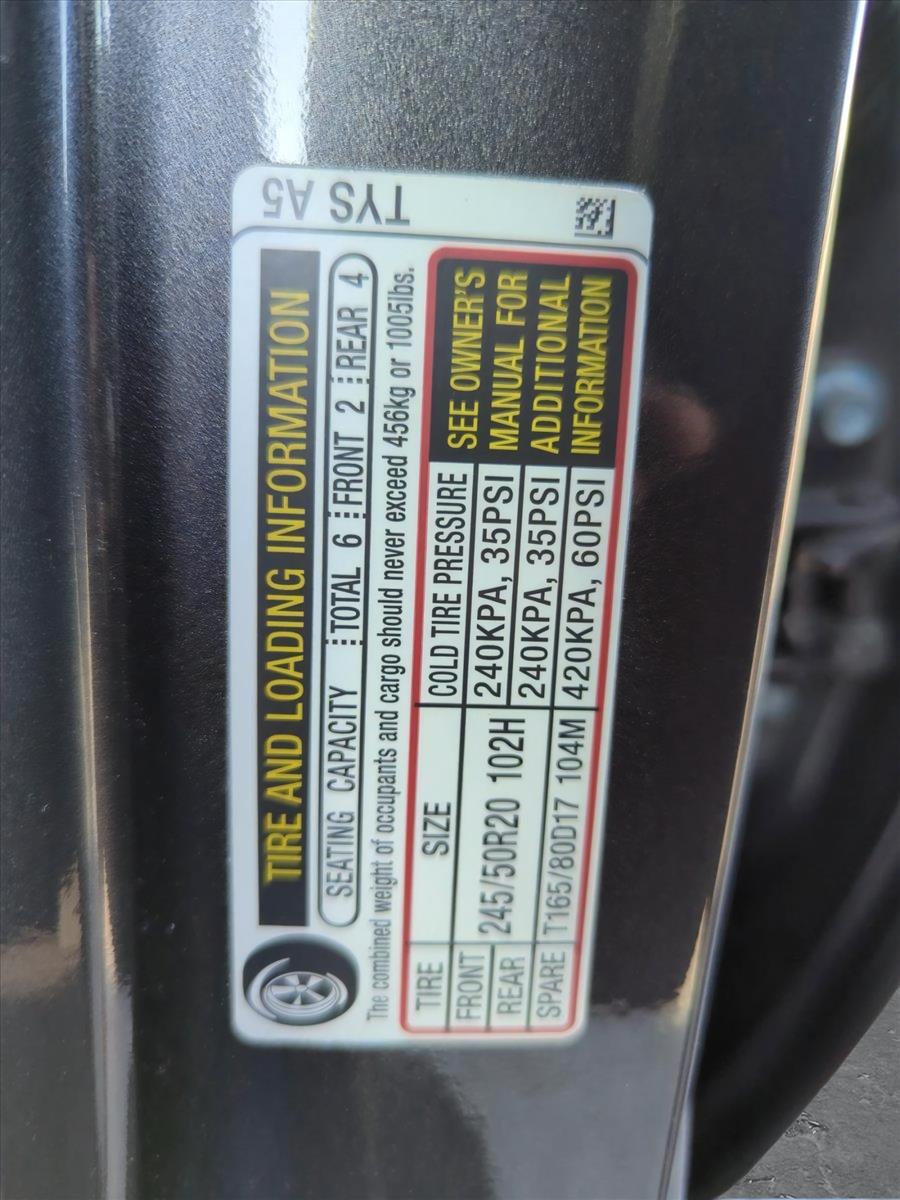 TYS A5
TIRE AND LOADING INFORMATION
SEATING CAPACITY TOTAL 6 FRONT 2 REAR 4
The combined weight of occupants and cargo should never exceed 456kg or 1005lbs.
TIRE SIZE COLD TIRE PRESSURE
FRONT 245/50R20 102H 240KPA, 35PSI
REAR 240KPA, 35PSI
SPARE T165/80D17 104M 420KPA, 60PSI
SEE OWNER'S
MANUAL FOR
ADDITIONAL
INFORMATION